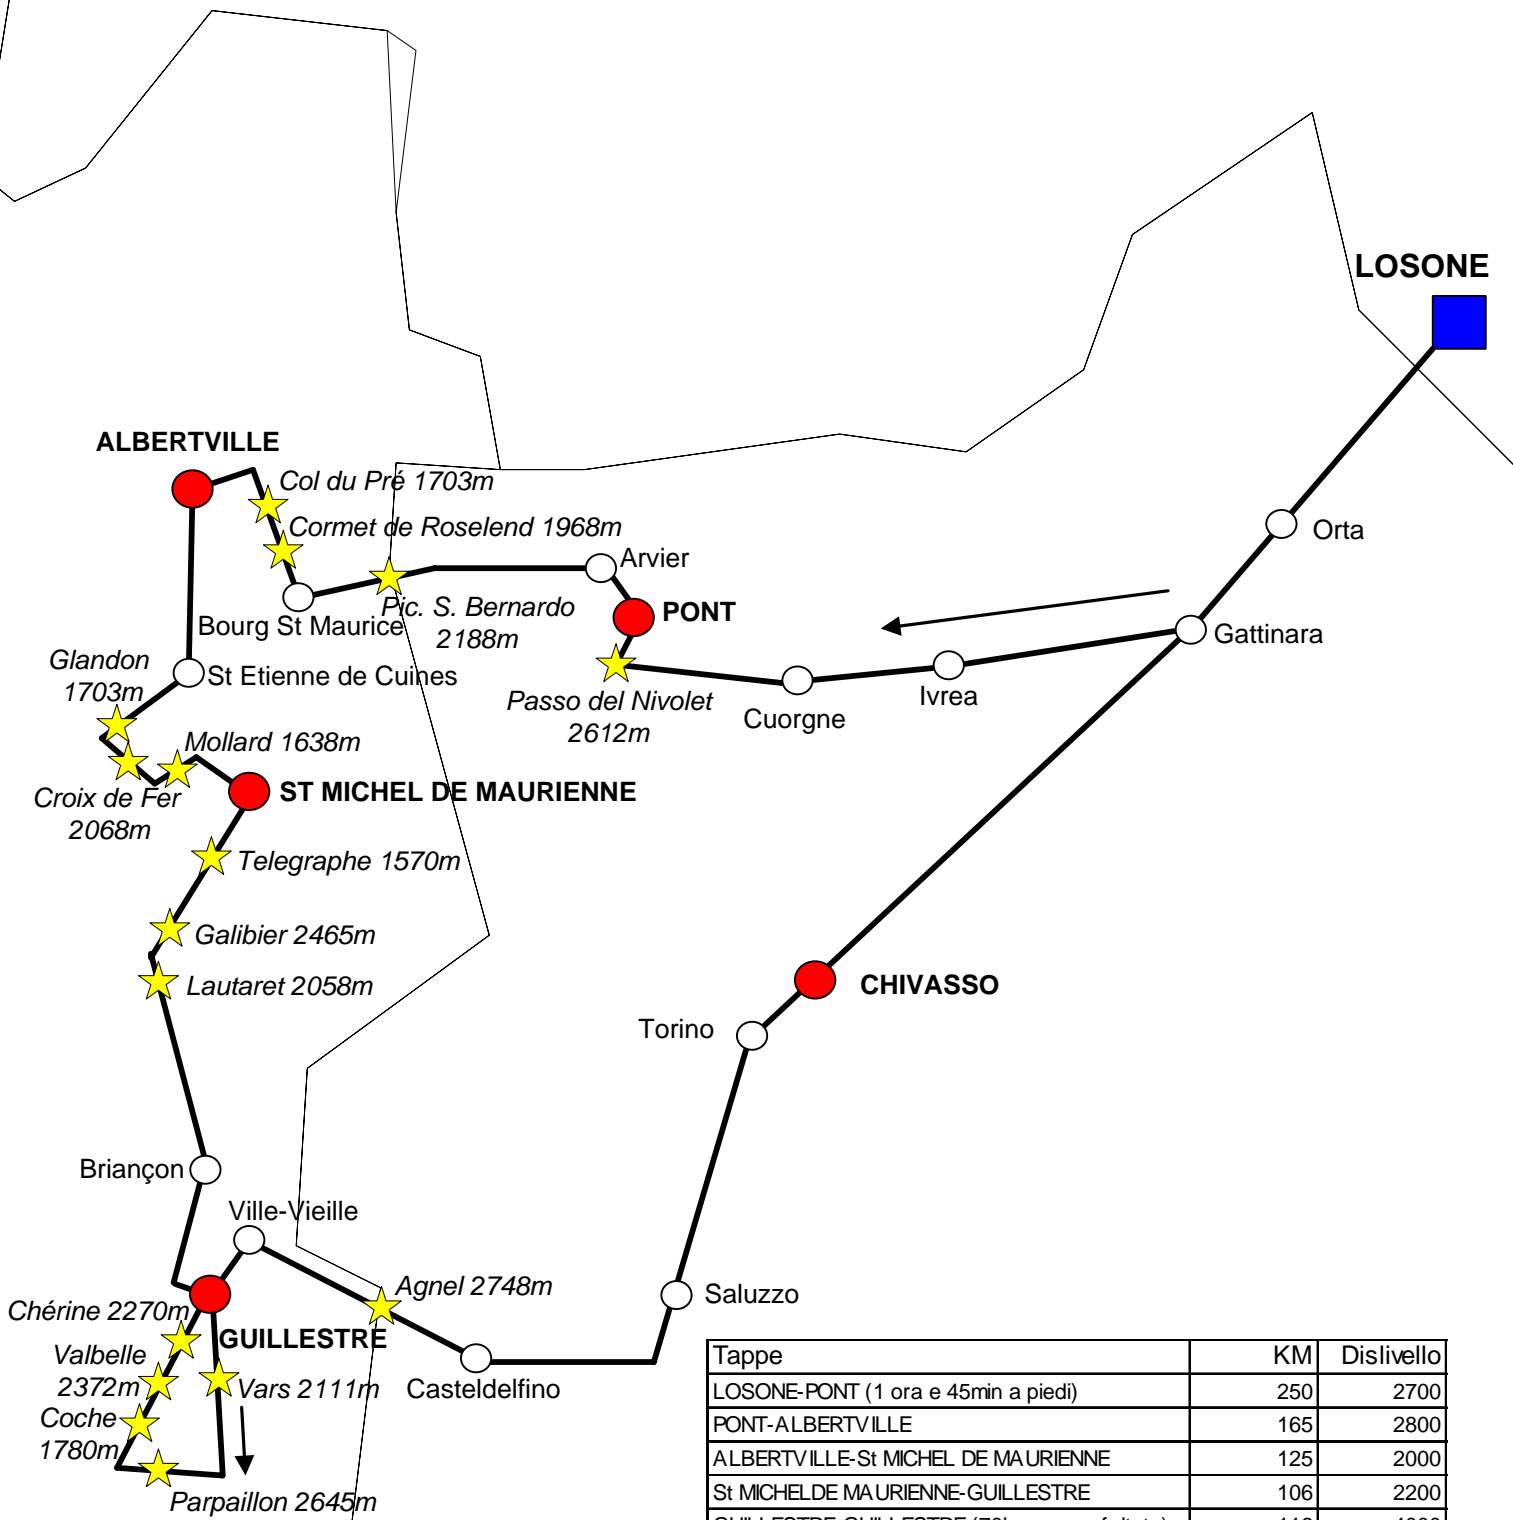 LOSONE
ALBERTVILLE
Col du Pré 1703m
Cormet de Roselend 1968m
Orta
Arvier
Pic. S. Bernardo
2188m
PONT
Bourg St Maurice
Gattinara
Glandon
1703m
St Etienne de Cuines
Passo del Nivolet
2612m
Cuorgne
Ivrea
Mollard 1638m
Croix de Fer
2068m
ST MICHEL DE MAURIENNE
Telegraphe 1570m
Galibier 2465m
Lautaret 2058m
CHIVASSO
Torino
Briançon
Ville-Vieille
Agnel 2748m
Saluzzo
Chérine 2270m
GUILLESTRE
Valbelle
2372m
Vars 2111m
Casteldelfino
Coche
1780m
Parpaillon 2645m
Tappe KM Dislivello
LOSONE-PONT (1 ora e 45min a piedi) 250 2700
PONT-ALBERTVILLE 165 2800
ALBERTVILLE-St MICHEL DE MAURIENNE 125 2000
St MICHELDE MAURIENNE-GUILLESTRE 106 2200